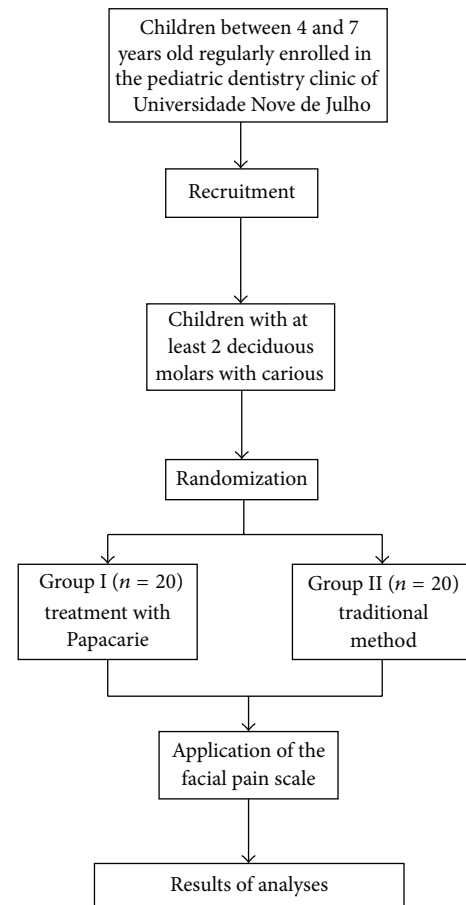 Children between 4 and 7
years old regularly enrolled in
the pediatric dentistry clinic of
Universidade Nove de Julho
Recruitment
Children with at
least 2 deciduous
molars with carious
Randomization
Group I (n = 20)
treatment with
Papacarie
Group II (n = 20)
traditional
method
Application of the
facial pain scale
Results of analyses